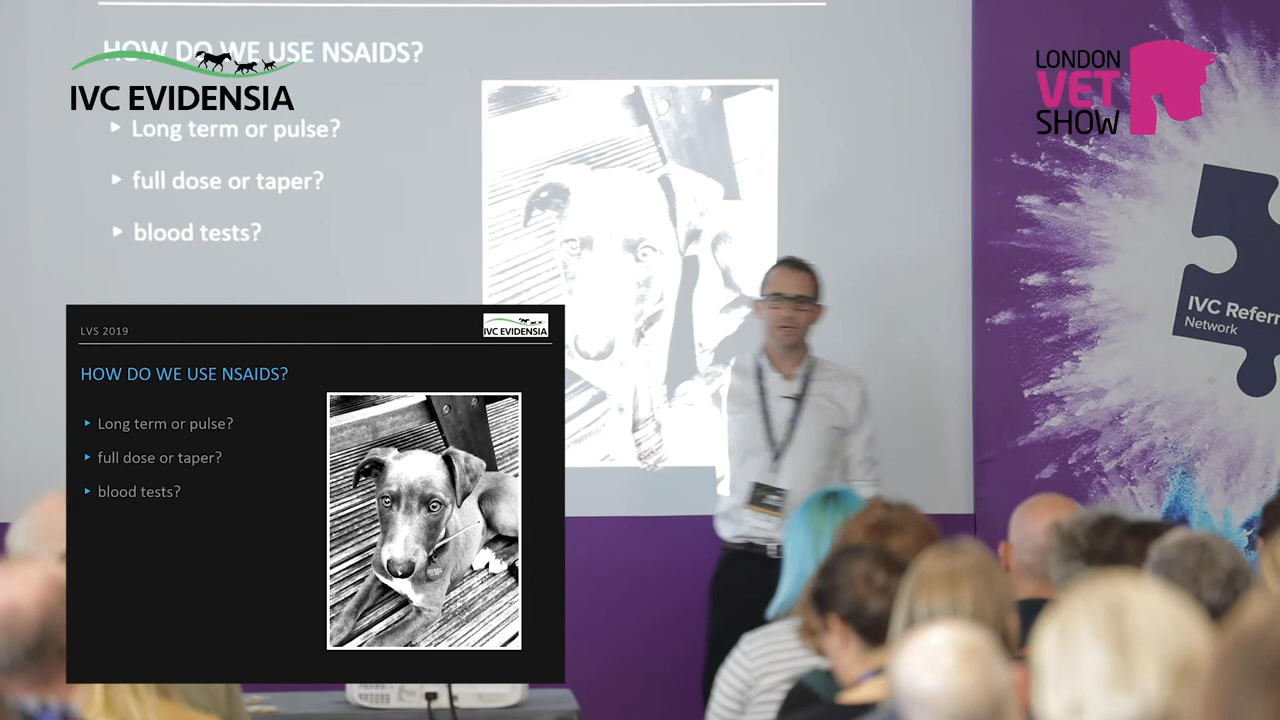 HOW DO WE USE NSAIDS?
IVC EVIDENSIA
Long term or pulse?
full dose or taper?
blood tests?
LONDON
VET
SHOW
IVC Referr
Network
LVS 2019
IVC EVIDENSIA
HOW DO WE USE NSAIDS?
Long term or pulse?
full dose or taper?
blood tests?